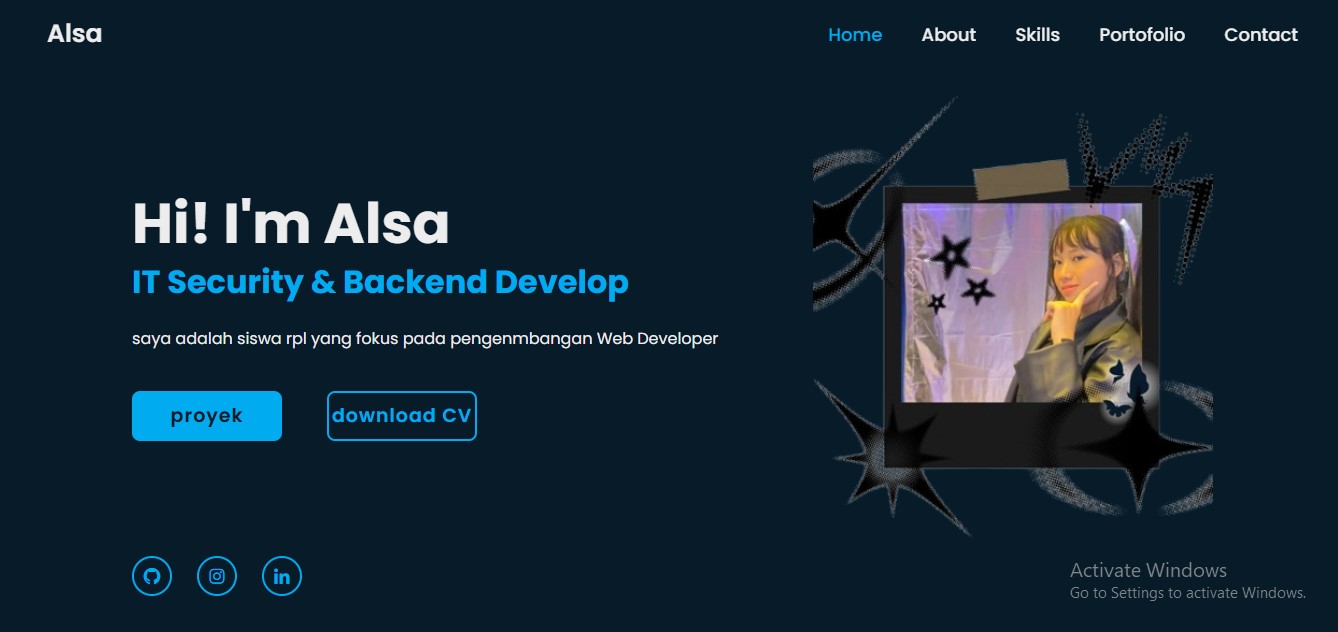 Alsa
Home About Skills Portofolio Contact
Hi! I'm Alsa
IT Security & Backend Develop
saya adalah siswa rpl yang fokus pada pengenmbangan Web Developer
proyek download CV
in
Activate Windows
Go to Settings to activate Windows.